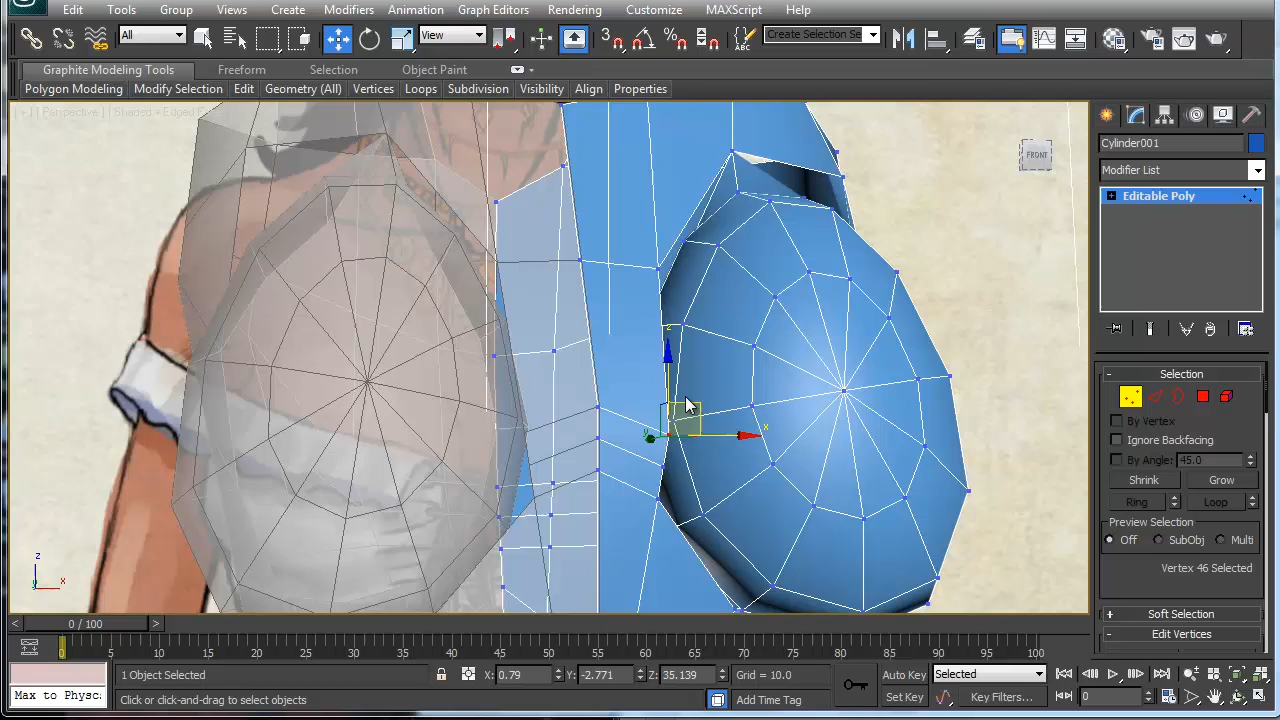 Edit Tools Group Views Create Modifiers Animation Graph Editors Rendering Customize MAXScript Help
All View 3 Create Selection Se
Graphite Modeling Tools Freeform Selection Object Paint
Polygon Modeling Modify Selection Edit Geometry (All) Vertices Loops Subdivision Visibility Align Properties
FRONT
Cylinder001
Modifier List
Editable Poly
z
x
Selection
By Vertex
Ignore Backfacing
By Angle: 45.0
Shrink Grow
Ring Loop
Preview Selection
Off SubObj Multi
Vertex 46 Selected
Soft Selection
Edit Vertices
z
x
< 0 / 100 >
0 5 10 15 20 25 30 35 40 45 50 55 60 65 70 75 80 85 90 95 100
1 Object Selected X: 0.79 Y: -2.771 Z: 35.139 Grid = 10.0 Auto Key Selected
Max to Physc: Click or click-and-drag to select objects Add Time Tag Set Key Key Filters... 0